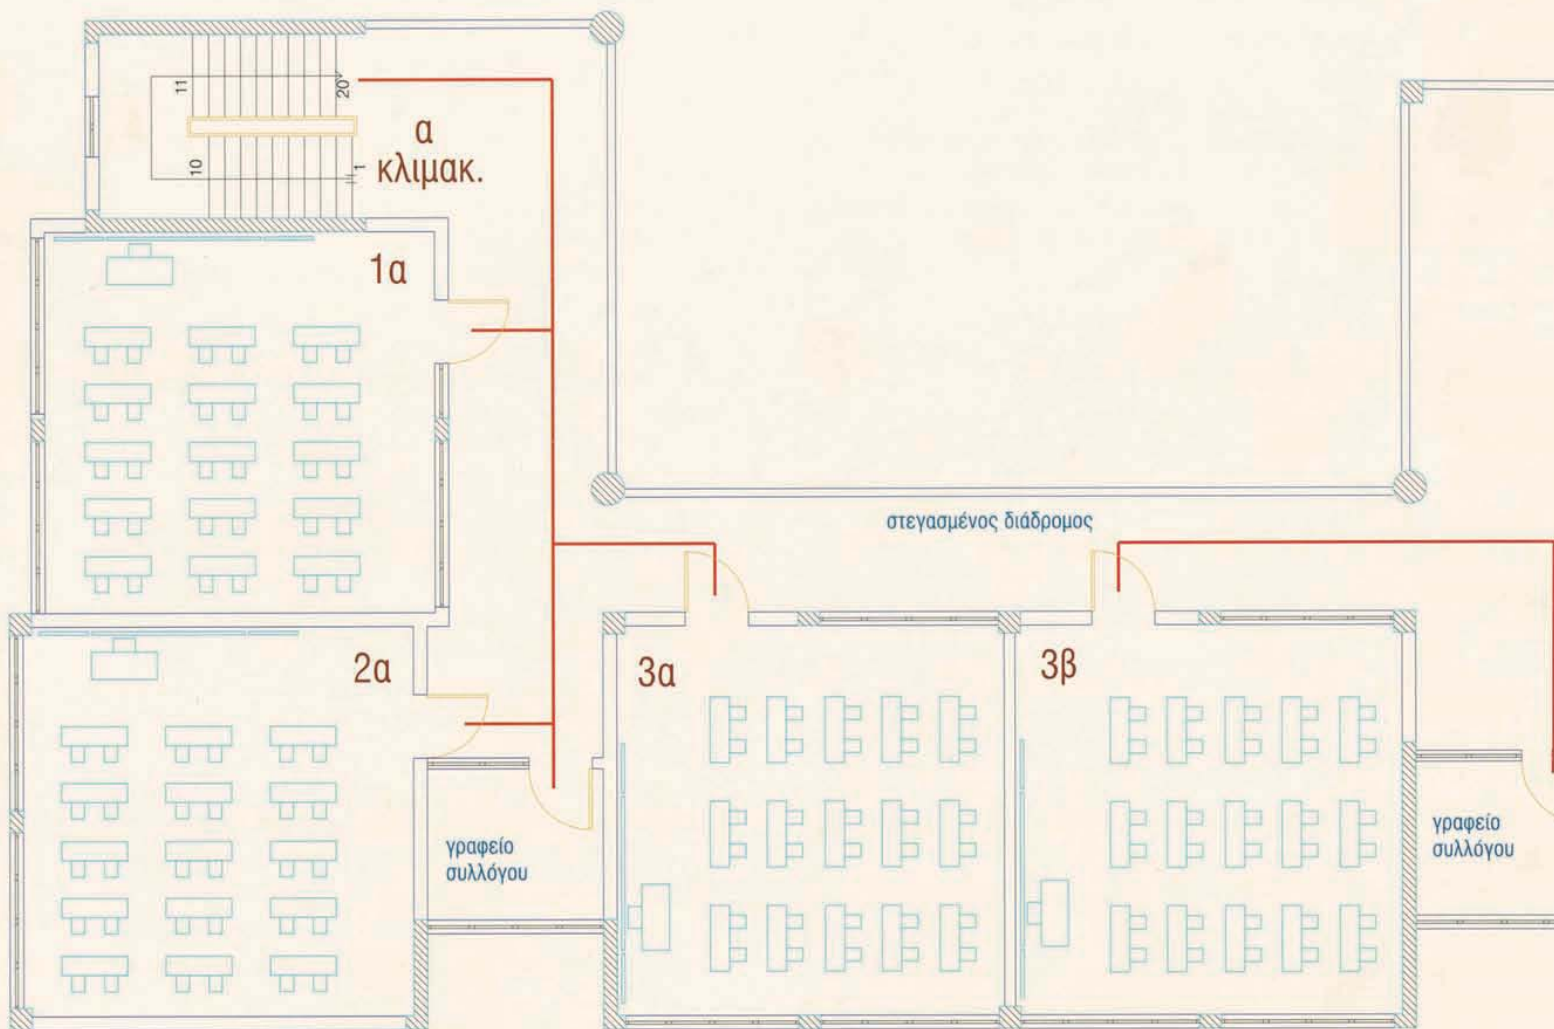 11
20
α
κλιμακ.
10
1
1α
στεγασμένος διάδρομος
2α
3α
3β
γραφείο
συλλόγου
γραφείο
συλλόγου